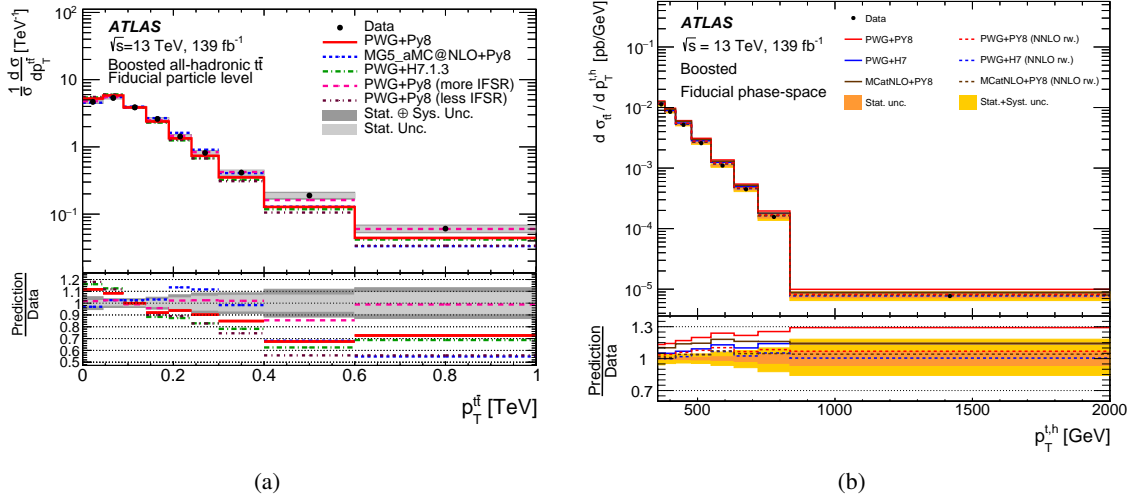 ATLAS
√s=13 TeV, 139 fb⁻¹
Boosted all-hadronic tt̄
Fiducial particle level
Data
PWG+Py8
MG5_aMC@NLO+Py8
PWG+H7.1.3
PWG+Py8 (more IFSR)
PWG+Py8 (less IFSR)
Stat. ⊕ Sys. Unc.
Stat. Unc.
1/σ dσ/dp_T^{tt̄} [TeV⁻¹]
10
1
10⁻¹
Prediction/Data
1.2
1.1
1.0
0.9
0.8
0.7
0.6
0.5
0 0.2 0.4 0.6 0.8 1
p_T^{tt̄} [TeV]
(a)
ATLAS
√s = 13 TeV, 139 fb⁻¹
Boosted
Fiducial phase-space
Data
PWG+PY8
PWG+H7
MCatNLO+PY8
Stat. unc.
PWG+PY8 (NNLO rw.)
PWG+H7 (NNLO rw.)
MCatNLO+PY8 (NNLO rw.)
Stat.+Syst. unc.
d σ_{tt̄} / d p_T^{t,h} [pb/GeV]
10⁻¹
10⁻²
10⁻³
10⁻⁴
10⁻⁵
Prediction/Data
1.3
1
0.7
500 1000 1500 2000
p_T^{t,h} [GeV]
(b)